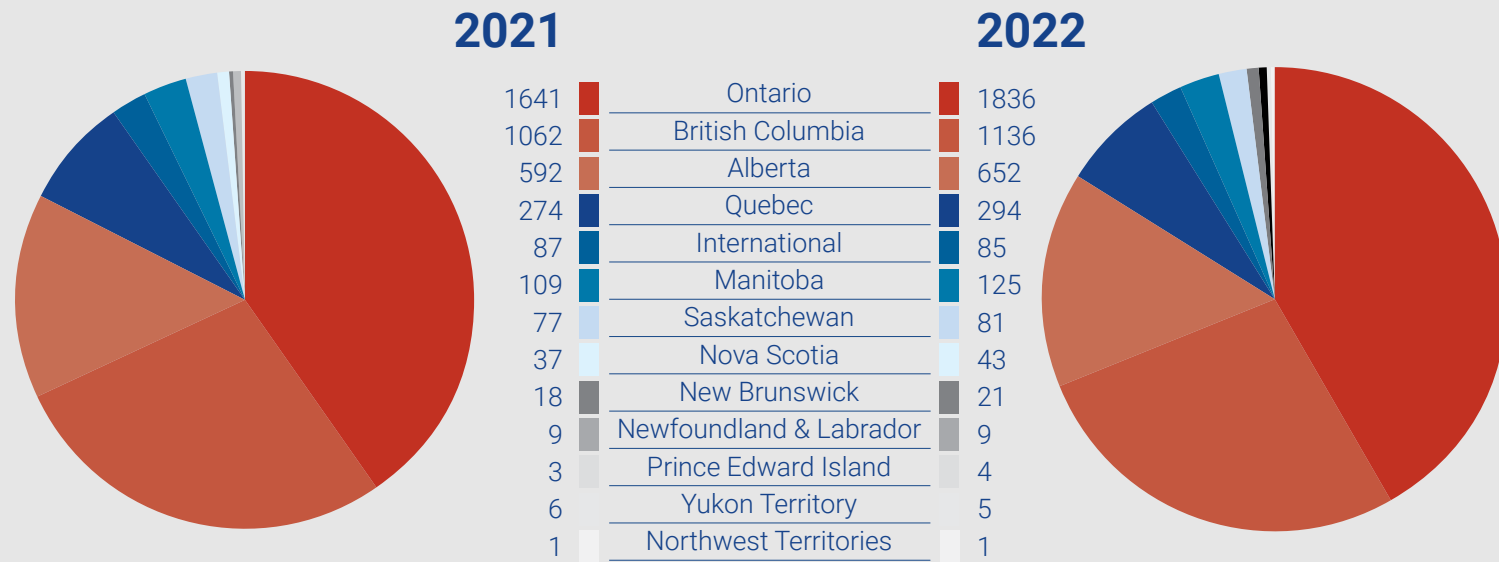 2021 2022
1641 Ontario 1836
1062 British Columbia 1136
592 Alberta 652
274 Quebec 294
87 International 85
109 Manitoba 125
77 Saskatchewan 81
37 Nova Scotia 43
18 New Brunswick 21
9 Newfoundland & Labrador 9
3 Prince Edward Island 4
6 Yukon Territory 5
1 Northwest Territories 1